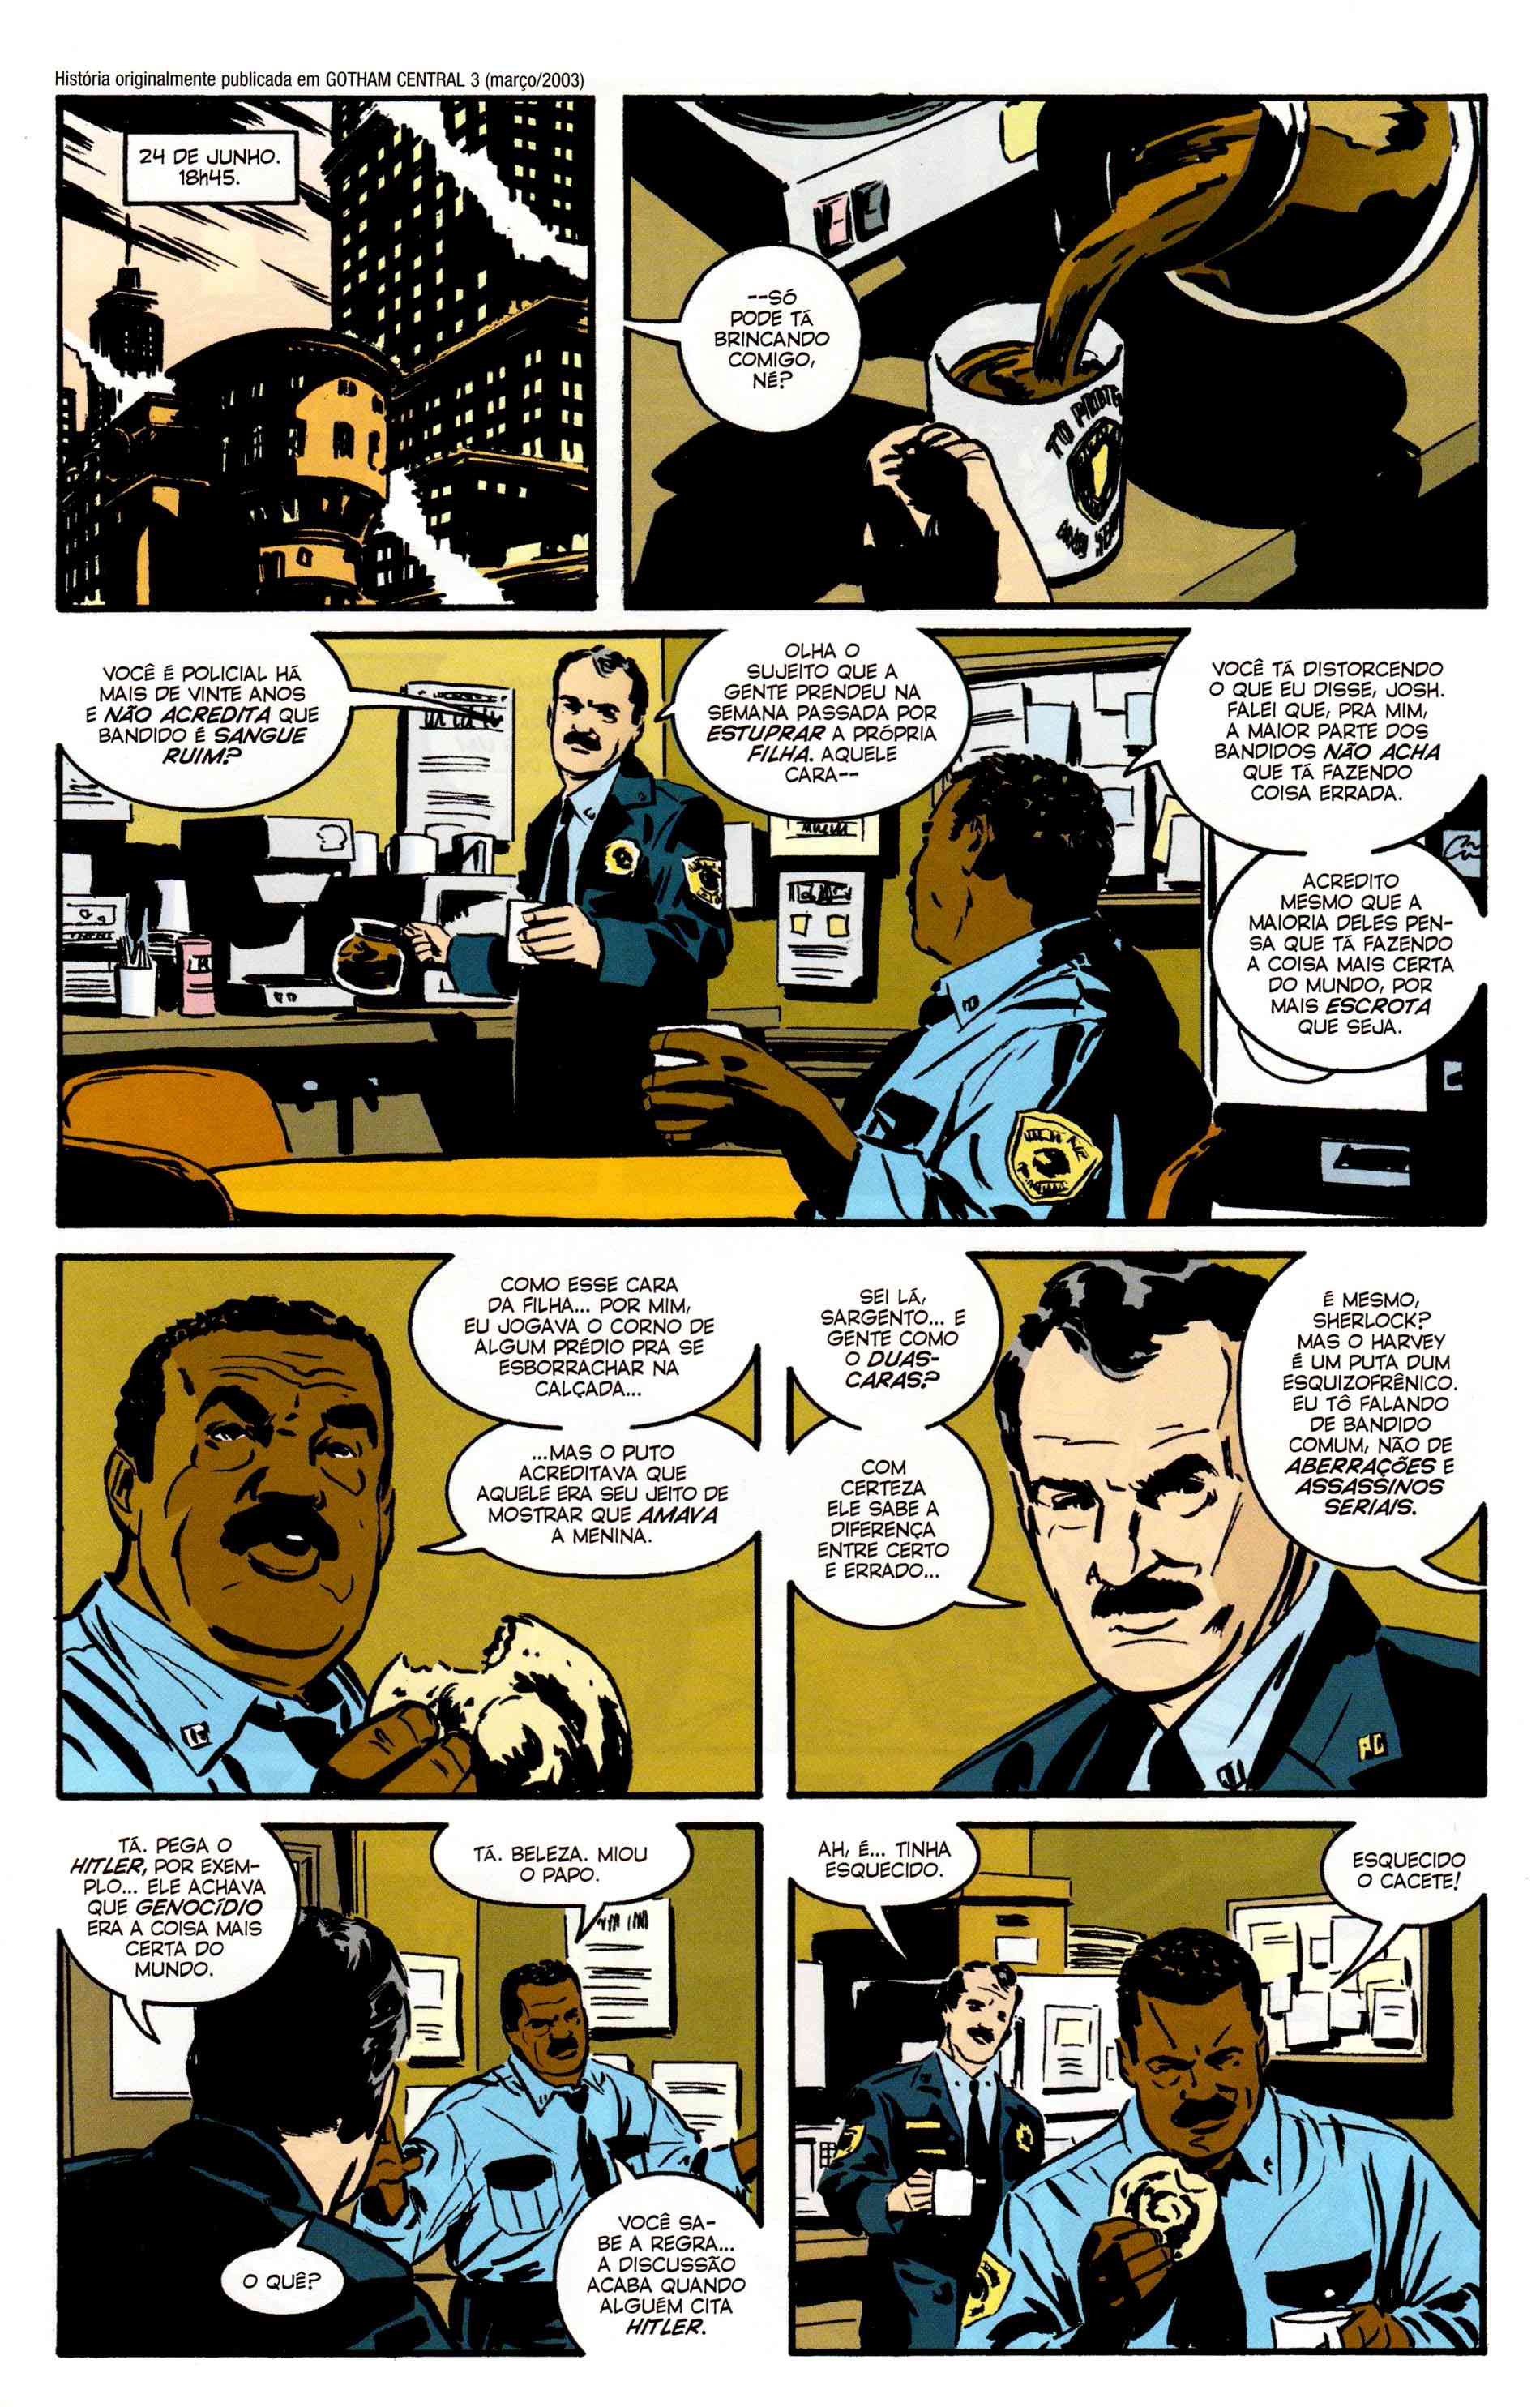 História originalmente publicada em GOTHAM CENTRAL 3 (março/2003)
24 DE JUNHO.
18h45.
--SÓ
PODE TÁ
BRINCANDO
COMIGO,
NÉ?
TO
VOCÊ É POLICIAL HÁ
MAIS DE VINTE ANOS
E NÃO ACREDITA QUE
BANDIDO É SANGUE
RUIM?
OLHA O
SUJEITO QUE A
GENTE PRENDEU NA
SEMANA PASSADA POR
ESTUPRAR A PRÓPRIA
FILHA. AQUELE
CARA--
VOCÊ TÁ DISTORCENDO
O QUE EU DISSE, JOSH.
FALEI QUE, PRA MIM,
A MAIOR PARTE DOS
BANDIDOS NÃO ACHA
QUE TÁ FAZENDO
COISA ERRADA.
ACREDITO
MESMO QUE A
MAIORIA DELES PEN-
SA QUE TÁ FAZENDO
A COISA MAIS CERTA
DO MUNDO, POR
MAIS ESCROTA
QUE SEJA.
COMO ESSE CARA
DA FILHA... POR MIM,
EU JOGAVA O CORNO DE
ALGUM PRÉDIO PRA SE
ESBORRACHAR NA
CALÇADA...
...MAS O PUTO
ACREDITAVA QUE
AQUELE ERA SEU JEITO DE
MOSTRAR QUE AMAVA
A MENINA.
SEI LÁ,
SARGENTO... E
GENTE COMO
O DUAS-
CARAS?
COM
CERTEZA
ELE SABE A
DIFERENÇA
ENTRE CERTO
E ERRADO...
É MESMO,
SHERLOCK?
MAS O HARVEY
É UM PUTA DUM
ESQUIZOFRÊNICO.
EU TÔ FALANDO
DE BANDIDO
COMUM, NÃO DE
ABERRAÇÕES E
ASSASSINOS
SERIAIS.
TÁ. PEGA O
HITLER, POR EXEM-
PLO... ELE ACHAVA
QUE GENOCÍDIO
ERA A COISA MAIS
CERTA DO
MUNDO.
TÁ. BELEZA. MIOU
O PAPO.
O QUÊ?
VOCÊ SA-
BE A REGRA...
A DISCUSSÃO
ACABA QUANDO
ALGUÉM CITA
HITLER.
AH, É... TINHA
ESQUECIDO.
ESQUECIDO
O CACETE!